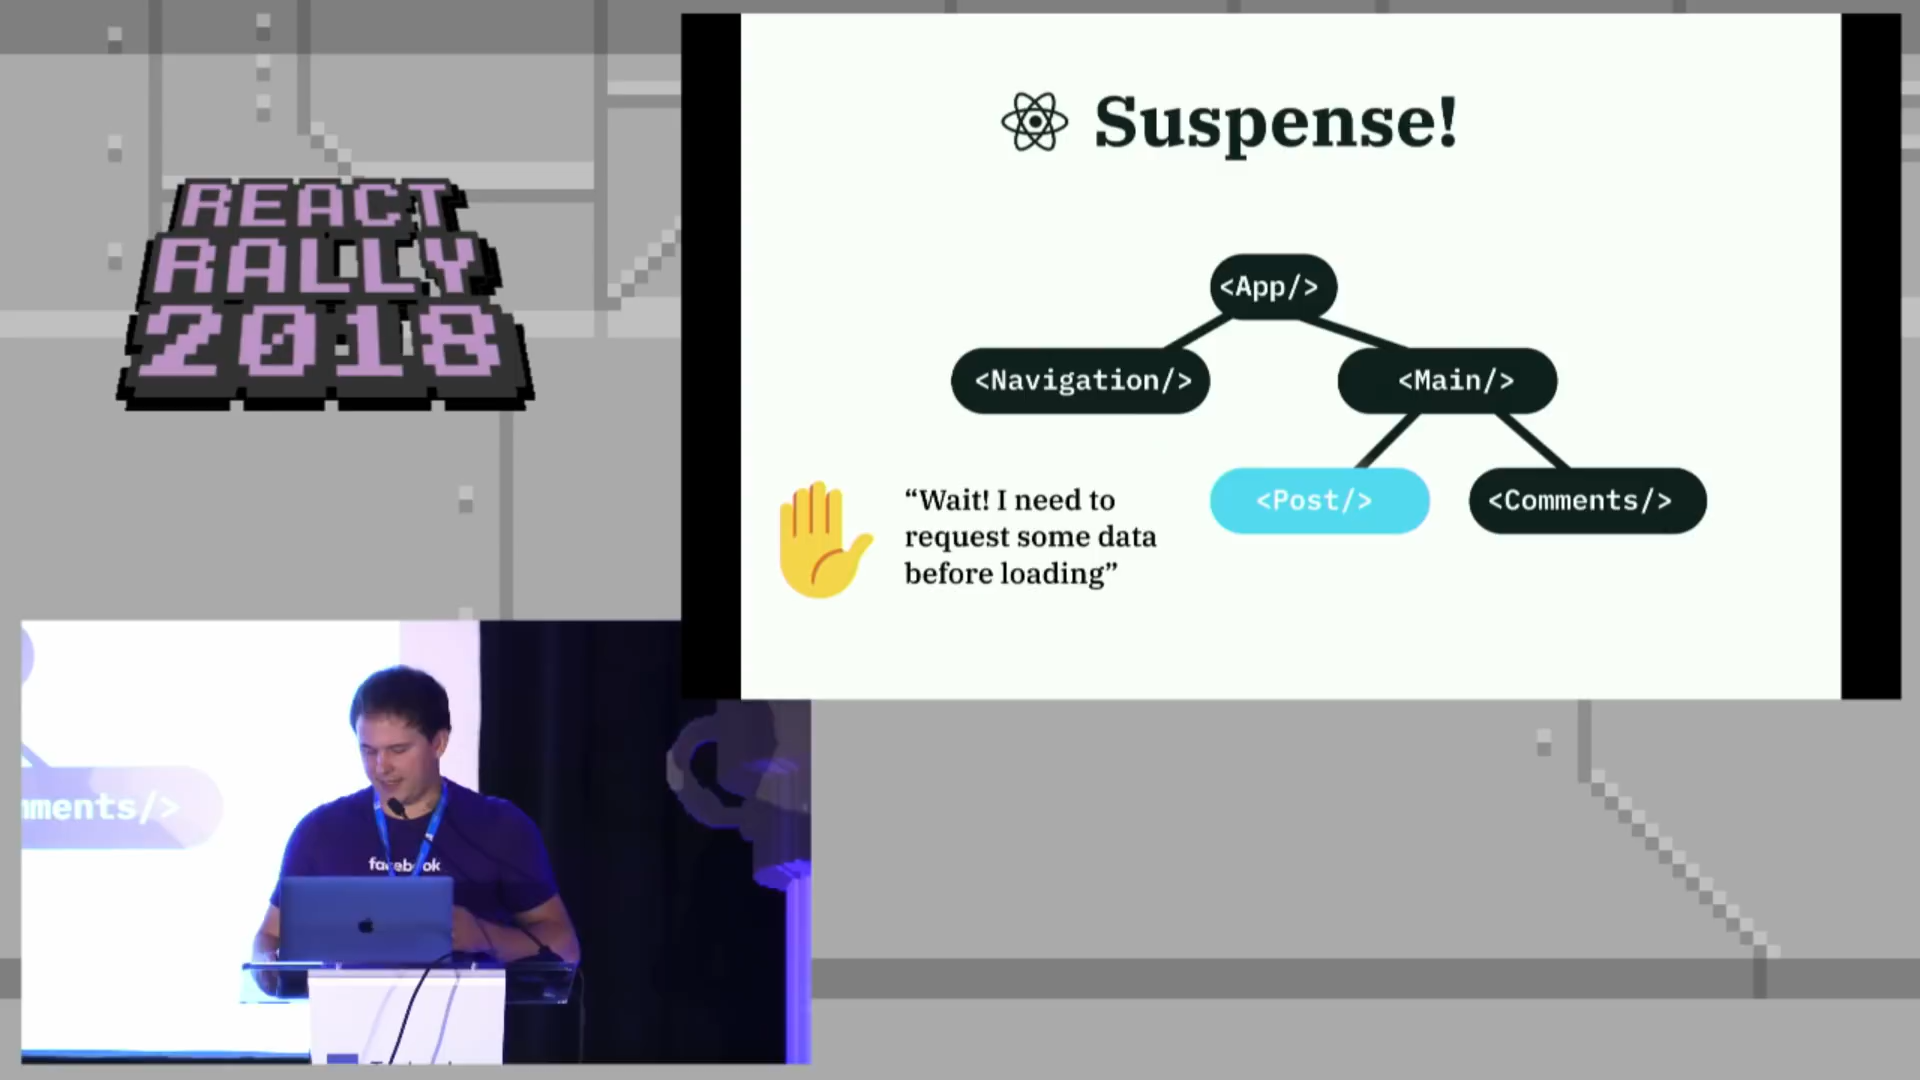 REACT
RALLY
2018
Suspense!
<App/>
<Navigation/>
<Main/>
<Post/>
<Comments/>
“Wait! I need to
request some data
before loading”
mments/>
facebook